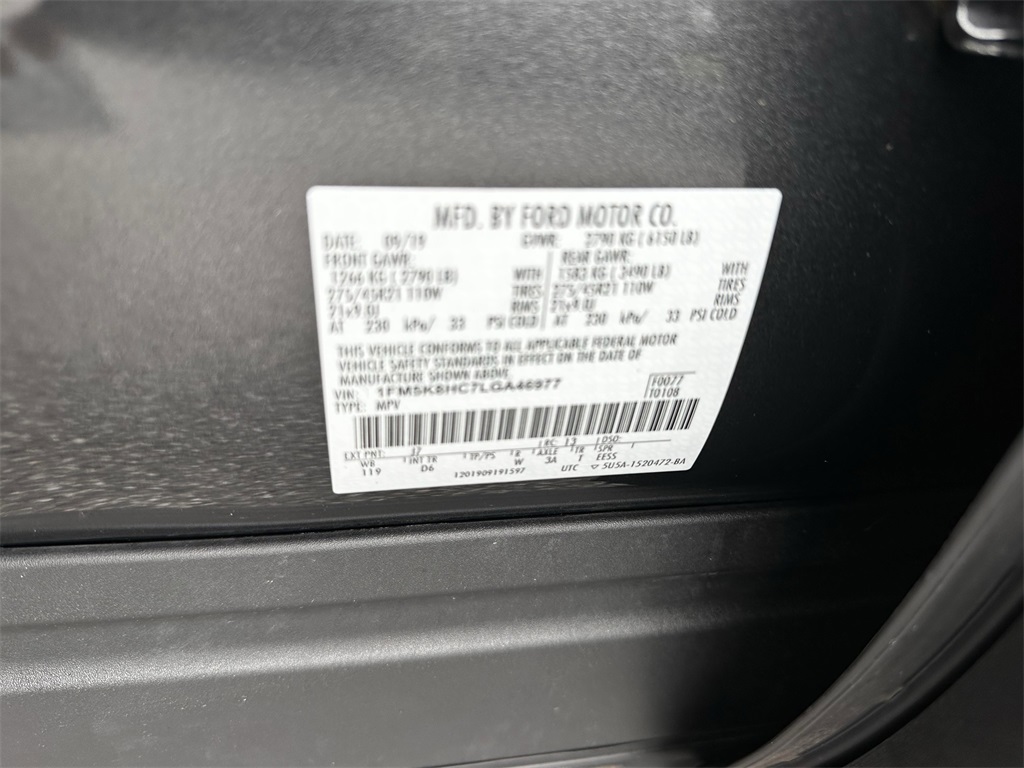 MFD. BY FORD MOTOR CO.
DATE: 09/19 GVWR: 2790 KG ( 6150 LB)
FRONT GAWR: REAR GAWR:
1266 KG ( 2790 LB) WITH 1583 KG ( 3490 LB) WITH
275/45R21 110W TIRES 275/45R21 110W TIRES
21x9.0J RIMS 21x9.0J RIMS
AT 230 kPa/ 33 PSI COLD AT 230 kPa/ 33 PSI COLD
THIS VEHICLE CONFORMS TO ALL APPLICABLE FEDERAL MOTOR
VEHICLE SAFETY STANDARDS IN EFFECT ON THE DATE OF
MANUFACTURE SHOWN ABOVE.
VIN: 1FM5K8HC7LGA46977 F0077
TYPE: MPV T0108
EXT PNT: J7 RC: 13 DSO:
WB INT TR TP/PS R AXLE TR SPR
119 D6 W 3A T EESS
1201909191597 UTC 5U5A-1520472-BA